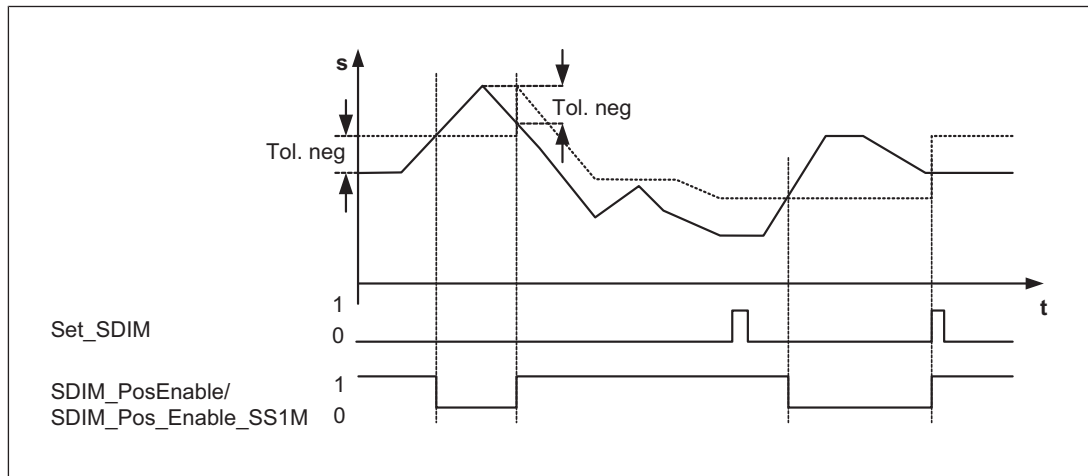 s
Tol. neg
Tol. neg
t
Set_SDIM
1
0
SDIM_PosEnable/
SDIM_Pos_Enable_SS1M
1
0